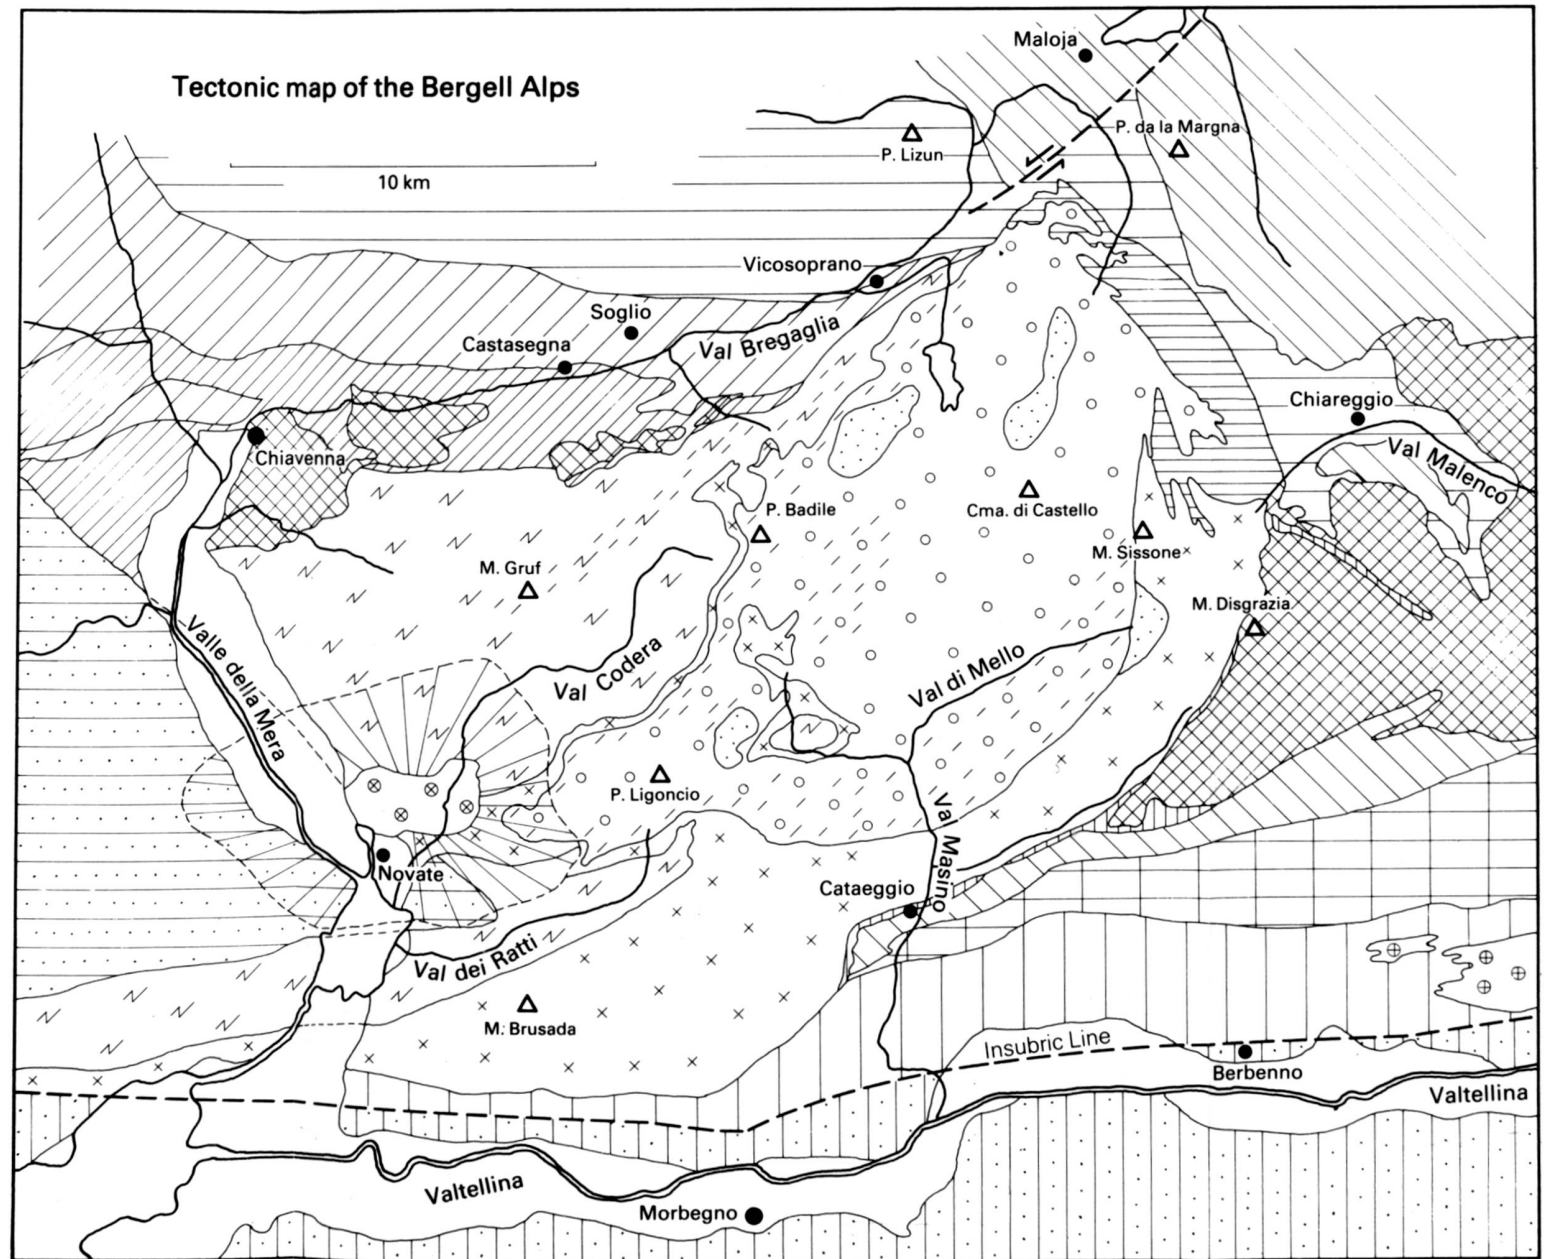 Maloja
Tectonic map of the Bergell Alps
P. da la Margna
P. Lizun
10 km
Vicosoprano
Soglio
Castasegna
Val Bregaglia
Chiareggio
Chiavenna
Val Malenco
P. Badile
Cma. di Castello
M. Sissone
M. Gruf
M. Disgrazia
Valle della Mera
Val Codera
Val di Mello
P. Ligoncio
Val Masino
Novate
Cataeggio
Val dei Ratti
M. Brusada
Insubric Line
Berbenno
Valtellina
Valtellina
Morbegno